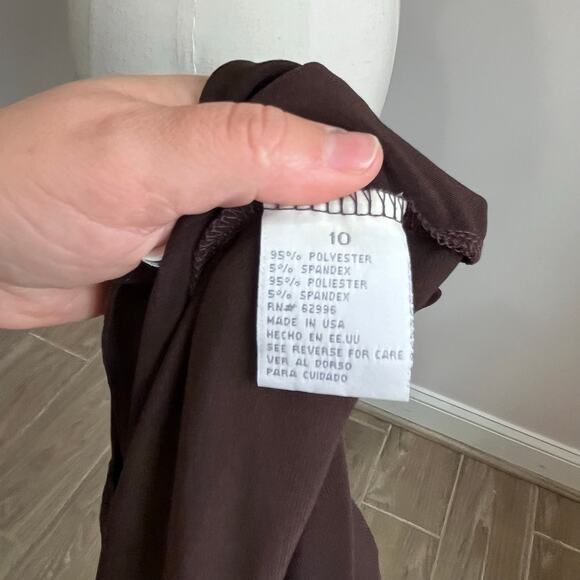 10
95% POLYESTER
5% SPANDEX
95% POLIESTER
5% SPANDEX
RN# 62996
MADE IN USA
HECHO EN EE.UU
SEE REVERSE FOR CARE
VER AL DORSO
PARA CUIDADO